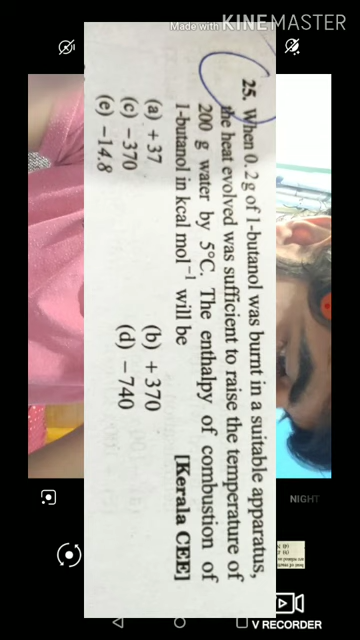 Made with KINEMASTER
25. When 0.2 g of 1-butanol was burnt in a suitable apparatus,
the heat evolved was sufficient to raise the temperature of
200 g water by 5°C. The enthalpy of combustion of
1-butanol in kcal mol⁻¹ will be [Kerala CEE]
(a) +37 (b) +370
(c) −370 (d) −740
(e) −14.8
NIGHT
V RECORDER